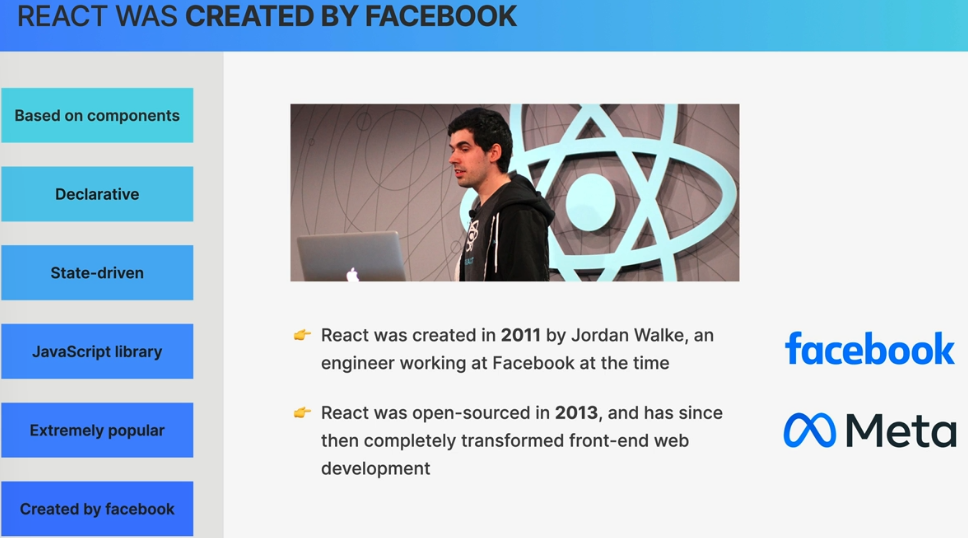 REACT WAS CREATED BY FACEBOOK
Based on components
Declarative
State-driven
JavaScript library
Extremely popular
Created by facebook
👉 React was created in 2011 by Jordan Walke, an
engineer working at Facebook at the time
👉 React was open-sourced in 2013, and has since
then completely transformed front-end web
development
facebook
Meta